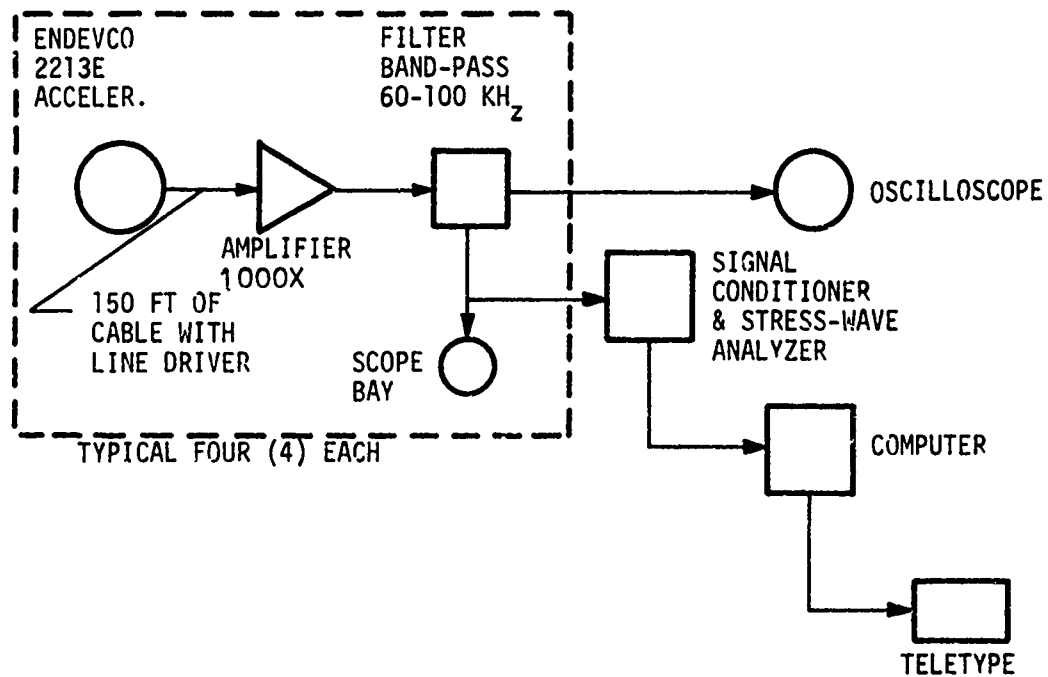 ENDEVCO
2213E
ACCELER.
FILTER
BAND-PASS
60-100 KHz
AMPLIFIER
1000X
150 FT OF
CABLE WITH
LINE DRIVER
SCOPE
BAY
TYPICAL FOUR (4) EACH
OSCILLOSCOPE
SIGNAL
CONDITIONER
& STRESS-WAVE
ANALYZER
COMPUTER
TELETYPE